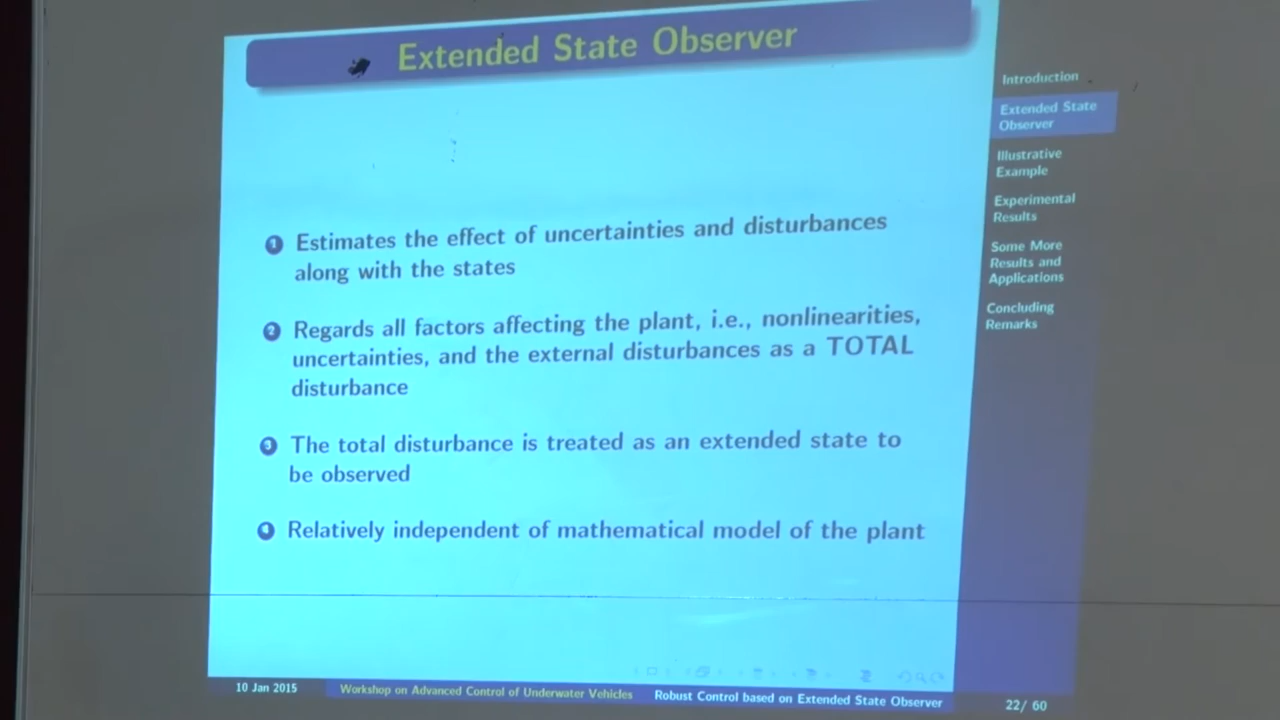 Extended State Observer
1 Estimates the effect of uncertainties and disturbances
along with the states
2 Regards all factors affecting the plant, i.e., nonlinearities,
uncertainties, and the external disturbances as a TOTAL
disturbance
3 The total disturbance is treated as an extended state to
be observed
4 Relatively independent of mathematical model of the plant
Introduction
Extended State
Observer
Illustrative
Example
Experimental
Results
Some More
Results and
Applications
Concluding
Remarks
10 Jan 2015 Workshop on Advanced Control of Underwater Vehicles Robust Control based on Extended State Observer 22/ 60